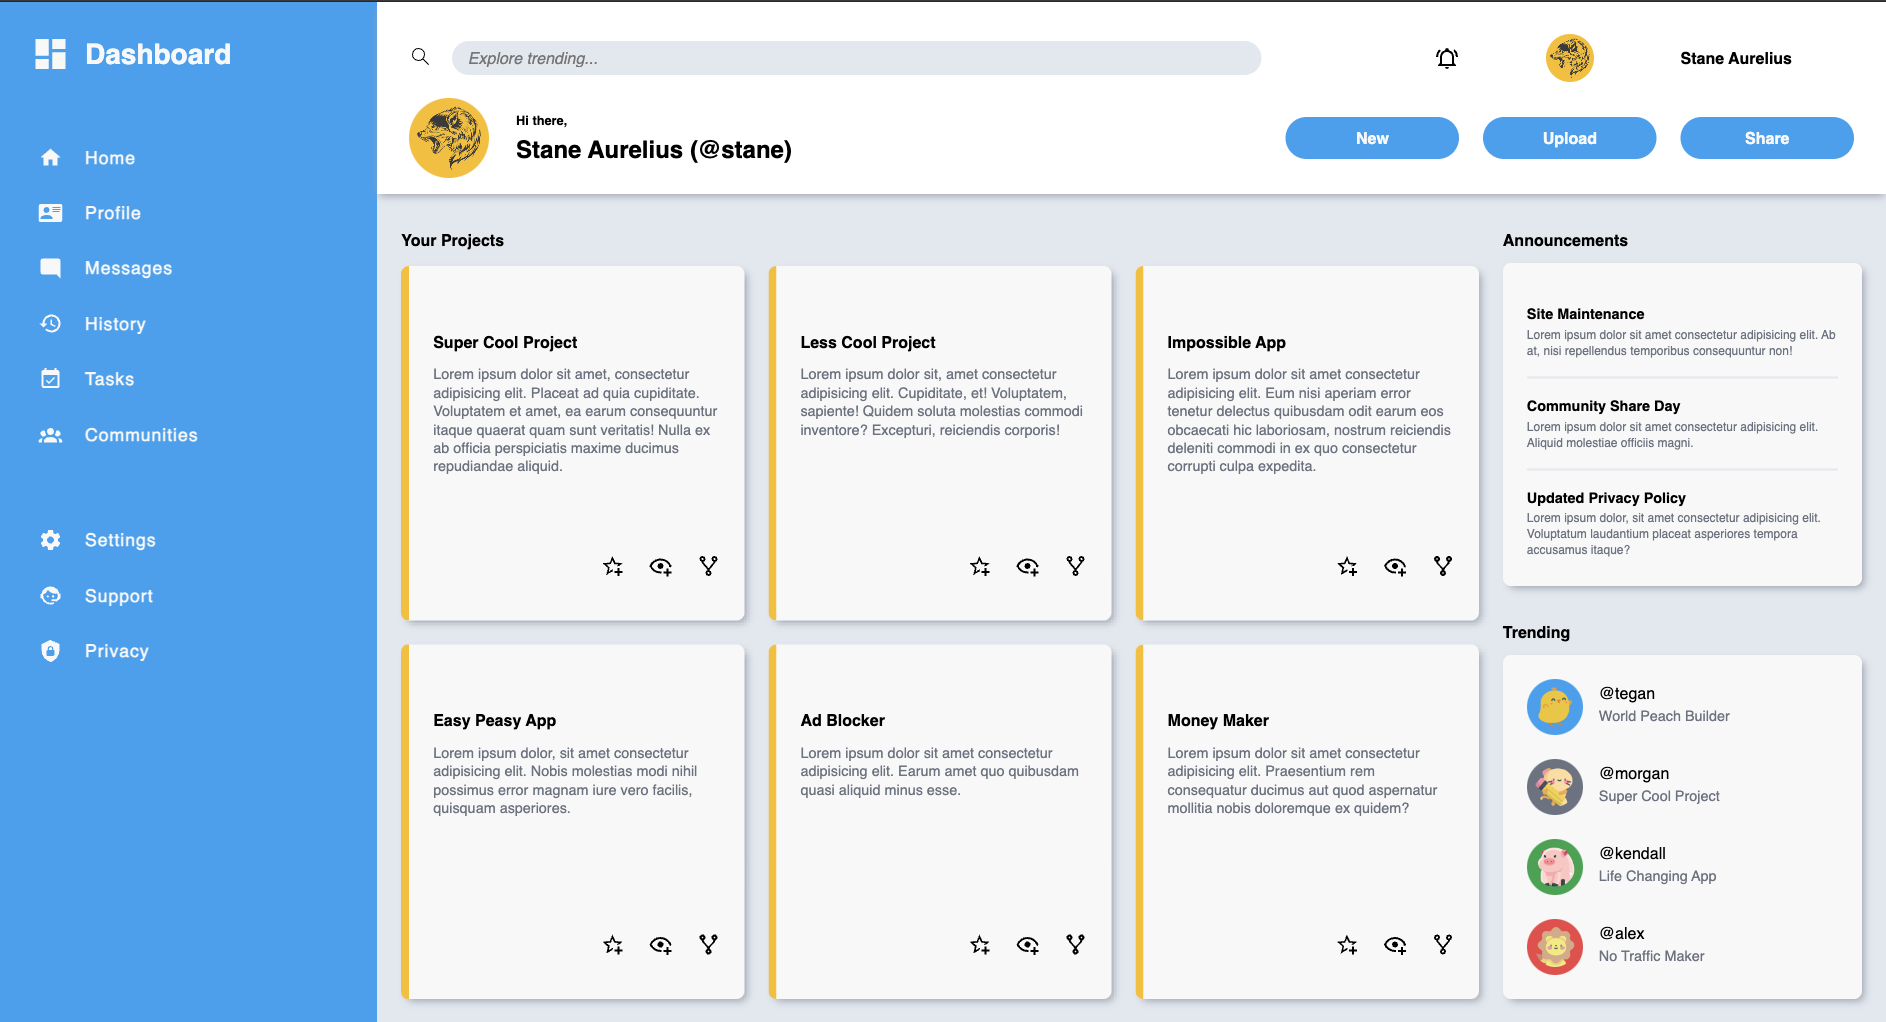 Dashboard
Home
Profile
Messages
History
Tasks
Communities
Settings
Support
Privacy
Explore trending...
Stane Aurelius
Hi there,
Stane Aurelius (@stane)
New
Upload
Share
Your Projects
Super Cool Project
Lorem ipsum dolor sit amet, consectetur
adipisicing elit. Placeat ad quia cupiditate.
Voluptatem et amet, ea earum consequuntur
itaque quaerat quam sunt veritatis! Nulla ex
ab officia perspiciatis maxime ducimus
repudiandae aliquid.
Less Cool Project
Lorem ipsum dolor sit, amet consectetur
adipisicing elit. Cupiditate, et! Voluptatem,
sapiente! Quidem soluta molestias commodi
inventore? Excepturi, reiciendis corporis!
Impossible App
Lorem ipsum dolor sit amet consectetur
adipisicing elit. Eum nisi aperiam error
tenetur delectus quibusdam odit earum eos
obcaecati hic laboriosam, nostrum reiciendis
deleniti commodi in ex quo consectetur
corrupti culpa expedita.
Easy Peasy App
Lorem ipsum dolor, sit amet consectetur
adipisicing elit. Nobis molestias modi nihil
possimus error magnam iure vero facilis,
quisquam asperiores.
Ad Blocker
Lorem ipsum dolor sit amet consectetur
adipisicing elit. Earum amet quo quibusdam
quasi aliquid minus esse.
Money Maker
Lorem ipsum dolor sit amet consectetur
adipisicing elit. Praesentium rem
consequatur ducimus aut quod aspernatur
mollitia nobis doloremque ex quidem?
Announcements
Site Maintenance
Lorem ipsum dolor sit amet consectetur adipisicing elit. Ab
at, nisi repellendus temporibus consequuntur non!
Community Share Day
Lorem ipsum dolor sit amet consectetur adipisicing elit.
Aliquid molestiae officiis magni.
Updated Privacy Policy
Lorem ipsum dolor, sit amet consectetur adipisicing elit.
Voluptatum laudantium placeat asperiores tempora
accusamus itaque?
Trending
@tegan
World Peach Builder
@morgan
Super Cool Project
@kendall
Life Changing App
@alex
No Traffic Maker